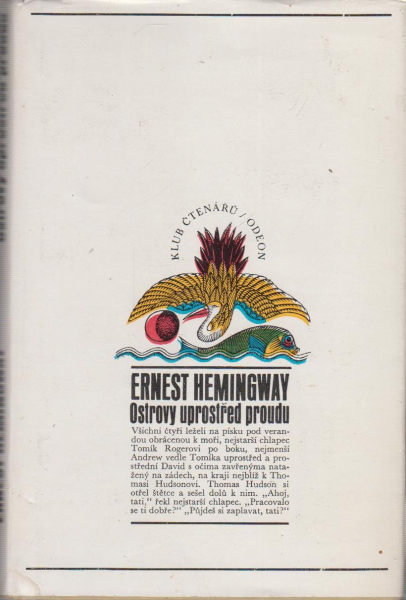 KLUB ČTENÁŘŮ / ODEON
ERNEST HEMINGWAY
Ostrovy uprostřed proudu
Všichni čtyři leželi na písku pod veran-
dou obrácenou k moři, nejstarší chlapec
Tomík Rogerovi po boku, nejmenší
Andrew vedle Tomíka uprostřed a pro-
střední David s očima zavřenýma nata-
žený na zádech, na kraji nejblíž k Tho-
masi Hudsonovi. Thomas Hudson si
otřel štětce a sešel dolů k nim. „Ahoj,
tati,“ řekl nejstarší chlapec. „Pracovalo
se ti dobře?“ „Půjdeš si zaplavat, tati?“